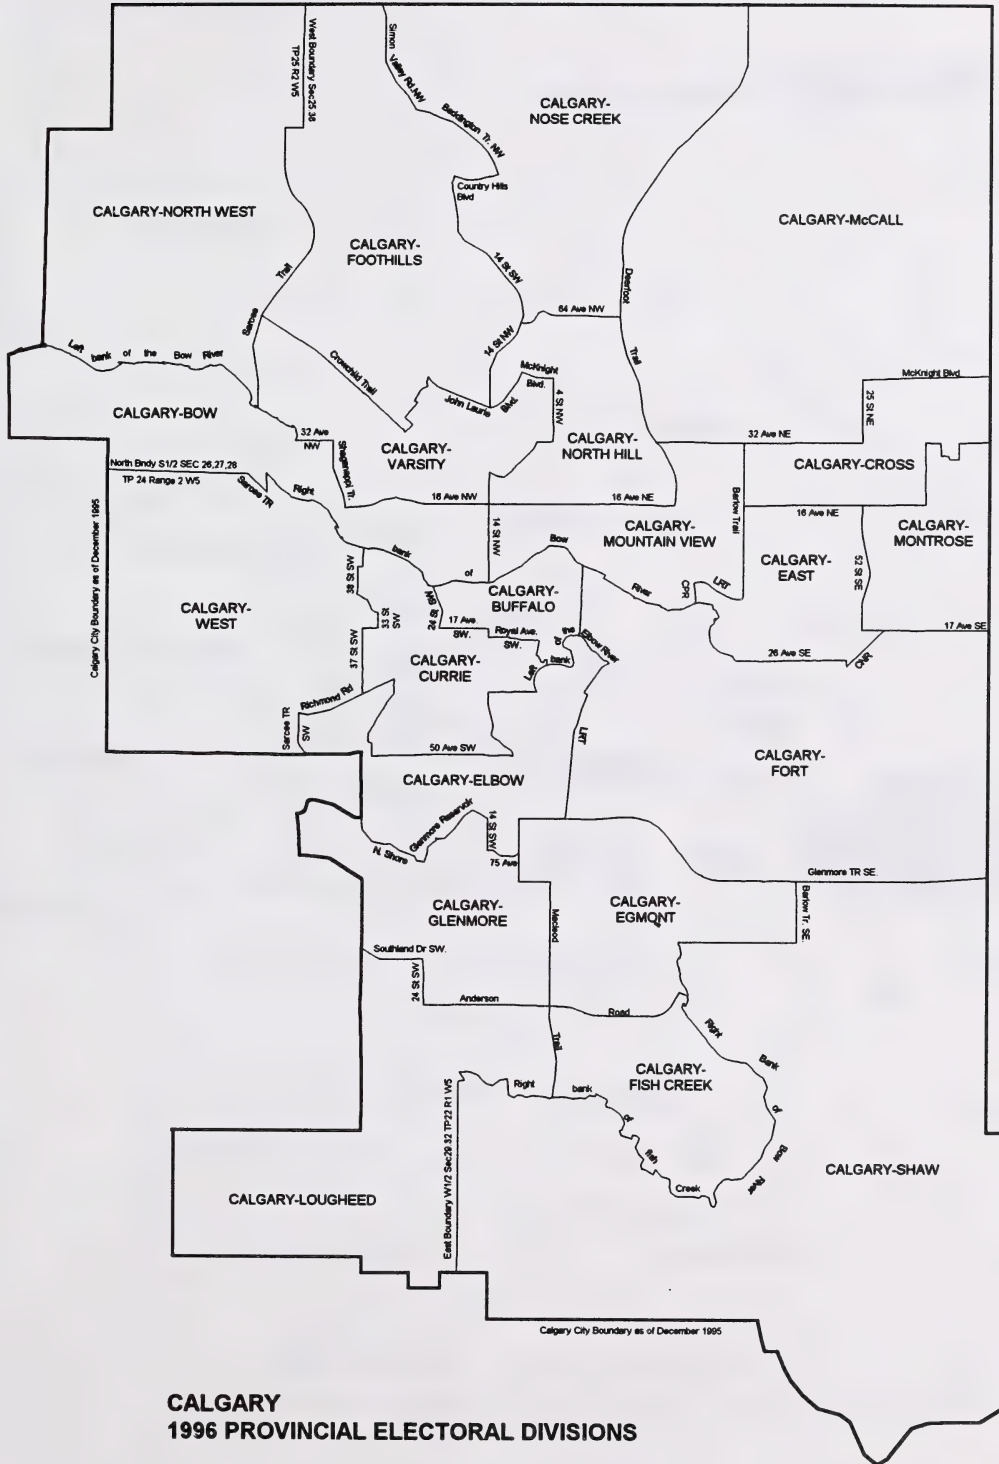 West Boundary Sec25 36
TP25 R2 W5
Simon
Valley Rd. NW
Beddington Tr. NW
CALGARY-
NOSE CREEK
Country Hills
Blvd
CALGARY-NORTH WEST
CALGARY-
FOOTHILLS
CALGARY-McCALL
14 St SW
Trail
Sarcee
Deerfoot
Trail
64 Ave NW
14 St NW
Left bank of the Bow River
Crowchild Trail
McKnight
Blvd.
John Laurie Blvd.
4 St NW
McKnight Blvd.
25 St NE
CALGARY-BOW
32 Ave
NW
Shaganappi Tr.
CALGARY-
VARSITY
CALGARY-
NORTH HILL
32 Ave NE
CALGARY-CROSS
North Bndy S1/2 SEC 26,27,28
TP 24 Range 2 W5
Sarcee TR
Right
bank
of
Bow
River
16 Ave NW
16 Ave NE
14 St NW
Barlow Trail
16 Ave NE
CALGARY-
MOUNTAIN VIEW
CALGARY-
MONTROSE
CALGARY-
EAST
52 St SE
Calgary City Boundary as of December 1995
CALGARY-
WEST
38 St SW
33 St
SW
37 St SW
24 St SW
CALGARY-
BUFFALO
17 Ave.
SW.
Royal Ave.
SW.
Left
bank
of
the
Elbow River
CPR
LRT
17 Ave SE
26 Ave SE
CNR
CALGARY-
CURRIE
Richmond Rd
Sarcee TR
SW
50 Ave SW
LRT
CALGARY-
FORT
CALGARY-ELBOW
N. Shore Glenmore Reservoir
14 St SW
75 Ave
Glenmore TR SE.
CALGARY-
GLENMORE
CALGARY-
EGMONT
Macleod
Barlow Tr. SE.
Southland Dr SW.
24 St SW
Anderson
Road
Trail
Right
Bank
of
Bow
River
CALGARY-
FISH CREEK
Right
bank
of
fish
Creek
East Boundary W1/2 Sec29 32 TP22 R1 W5
CALGARY-LOUGHEED
CALGARY-SHAW
Calgary City Boundary as of December 1995
CALGARY
1996 PROVINCIAL ELECTORAL DIVISIONS